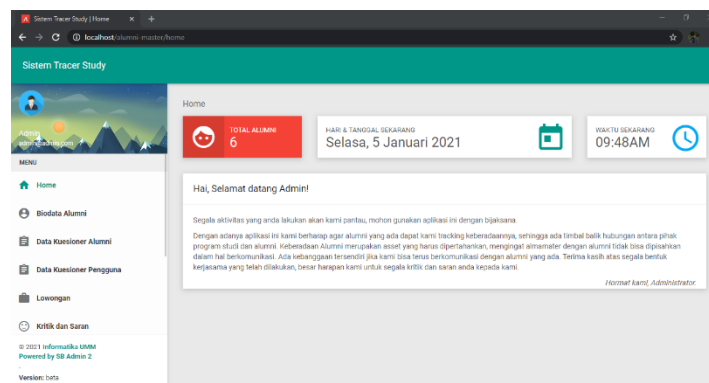 Sistem Tracer Study | Home
localhost/alumni-master/home
Sistem Tracer Study
Admin
admin@admin.com
MENU
Home
Biodata Alumni
Data Kuesioner Alumni
Data Kuesioner Pengguna
Lowongan
Kritik dan Saran
© 2021 Informatika UMM
Powered by SB Admin 2
.
Version: beta
Home
TOTAL ALUMNI
6
HARI & TANGGAL SEKARANG
Selasa, 5 Januari 2021
WAKTU SEKARANG
09:48AM
Hai, Selamat datang Admin!
Segala aktivitas yang anda lakukan akan kami pantau, mohon gunakan aplikasi ini dengan bijaksana.
Dengan adanya aplikasi ini kami berharap agar alumni yang ada dapat kami tracking keberadaannya, sehingga ada timbal balik hubungan antara pihak
program studi dan alumni. Keberadaan Alumni merupakan asset yang harus dipertahankan, mengingat almamater dengan alumni tidak bisa dipisahkan
dalam hal berkomunikasi. Ada kebanggaan tersendiri jika kami bisa terus berkomunikasi dengan alumni yang ada. Terima kasih atas segala bentuk
kerjasama yang telah dilakukan, besar harapan kami untuk segala kritik dan saran anda kepada kami.
Hormat kami, Administrator.